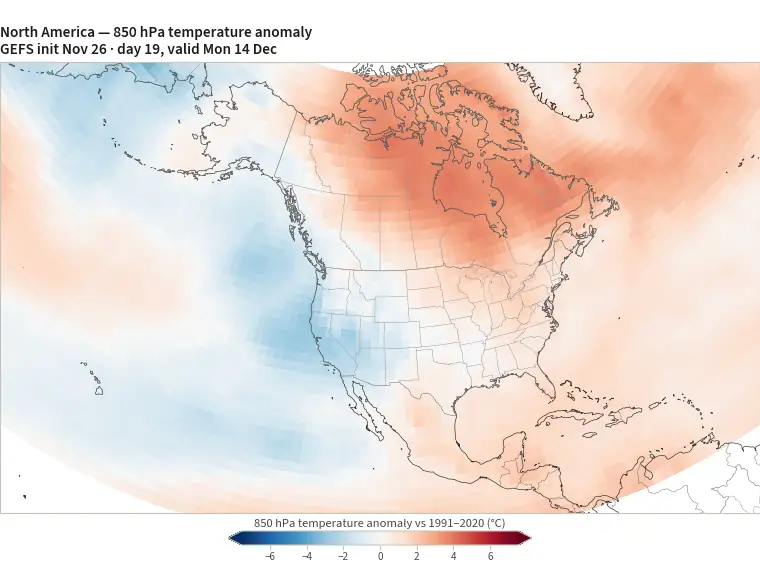 North America — 850 hPa temperature anomaly
GEFS init Nov 26 · day 19, valid Mon 14 Dec
850 hPa temperature anomaly vs 1991–2020 (°C)
−6 −4 −2 0 2 4 6